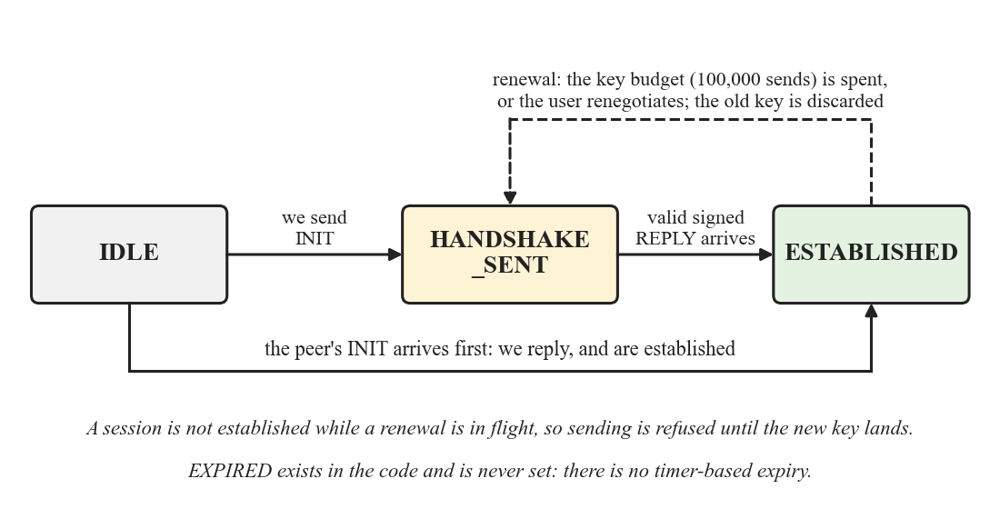 renewal: the key budget (100,000 sends) is spent,
or the user renegotiates; the old key is discarded
IDLE
we send
INIT
HANDSHAKE
_SENT
valid signed
REPLY arrives
ESTABLISHED
the peer's INIT arrives first: we reply, and are established
A session is not established while a renewal is in flight, so sending is refused until the new key lands.
EXPIRED exists in the code and is never set: there is no timer-based expiry.